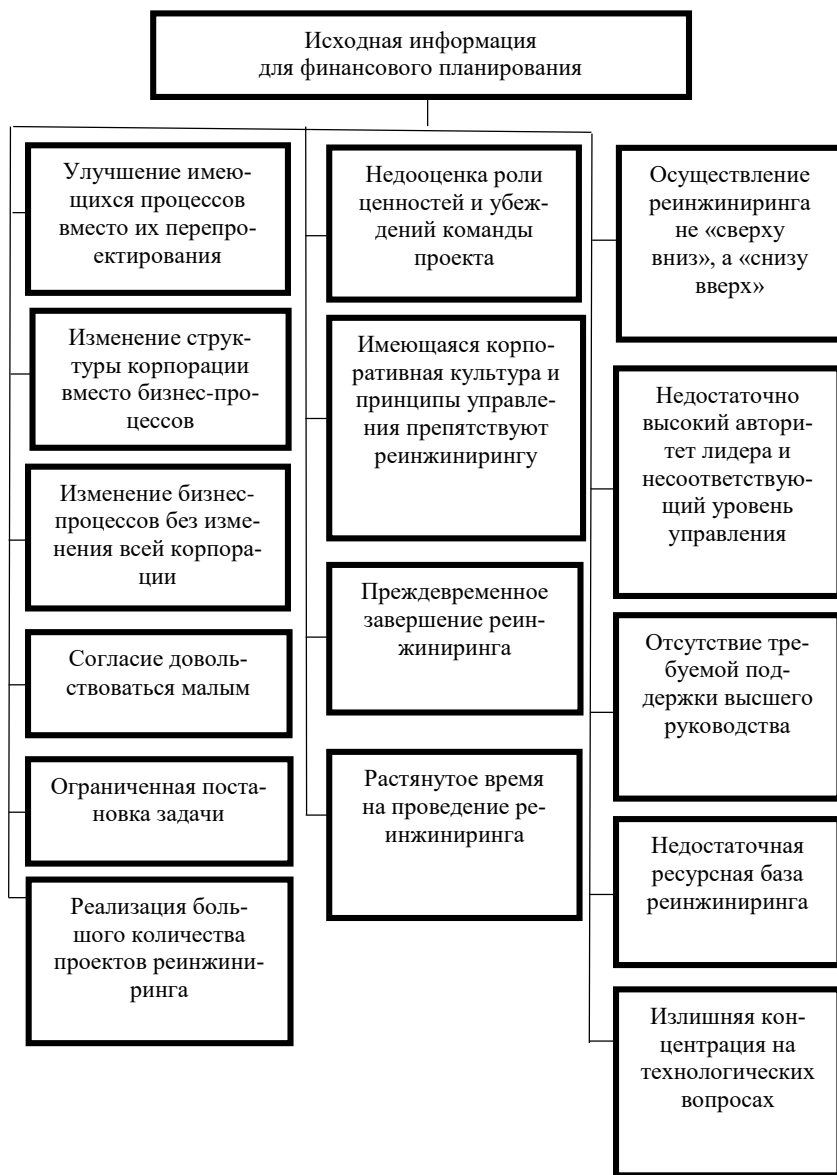 Исходная информация
для финансового планирования
Улучшение имею-
щихся процессов
вместо их перепро-
ектирования
Изменение струк-
туры корпорации
вместо бизнес-про-
цессов
Изменение бизнес-
процессов без изме-
нения всей корпора-
ции
Согласие доволь-
ствоваться малым
Ограниченная поста-
новка задачи
Реализация боль-
шого количества
проектов реинжини-
ринга
Недооценка роли
ценностей и убеж-
дений команды
проекта
Имеющаяся корпо-
ративная культура и
принципы управле-
ния препятствуют
реинжинирингу
Преждевременное
завершение реин-
жиниринга
Растянутое время
на проведение ре-
инжиниринга
Осуществление
реинжиниринга
не «сверху
вниз», а «снизу
вверх»
Недостаточно
высокий автори-
тет лидера и
несоответствую-
щий уровень
управления
Отсутствие тре-
буемой под-
держки высшего
руководства
Недостаточная
ресурсная база
реинжиниринга
Излишняя кон-
центрация на
технологических
вопросах